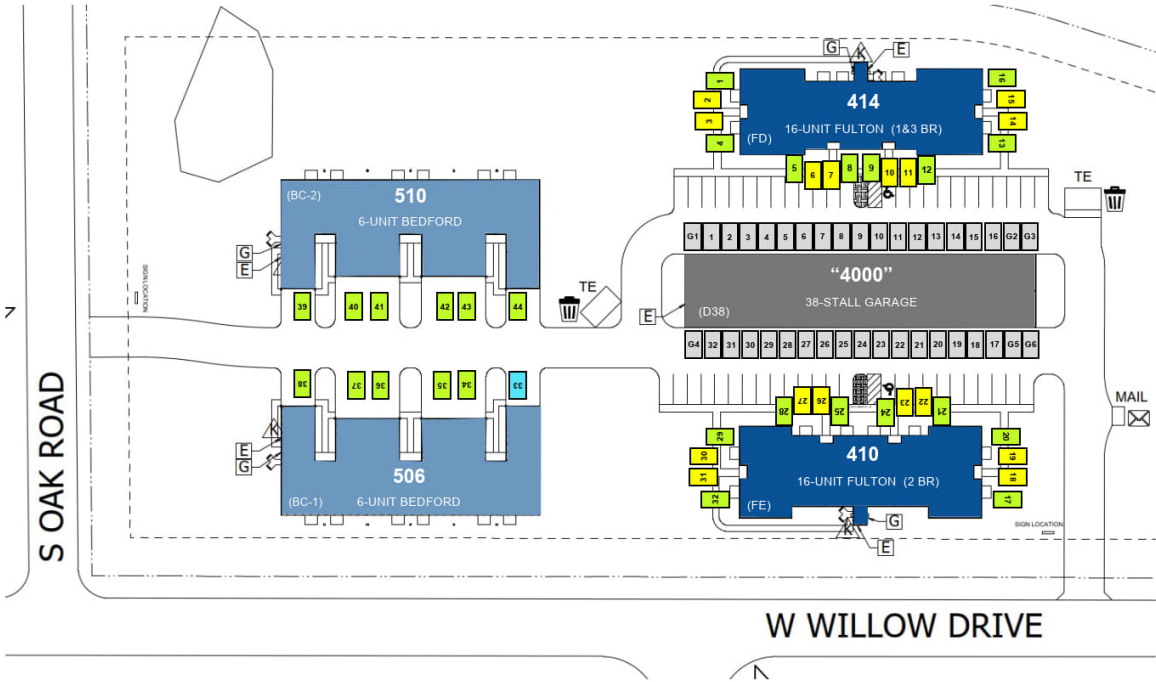 G
K
E
1
16
2
414
15
3
14
16-UNIT FULTON (1&3 BR)
4
(FD)
13
5
6
7
8
9
10
11
12
TE
(BC-2)
510
6-UNIT BEDFORD
G
E
SIGN LOCATION
G1 1 2 3 4 5 6 7 8 9 10 11 12 13 14 15 16 G2 G3
"4000"
38-STALL GARAGE
(D38)
E
TE
39 40 41 42 43 44
G4 32 31 30 29 28 27 26 25 24 23 22 21 20 19 18 17 G5 G6
38 37 36 35 34 33
28 27 26 25 24 23 22 21
MAIL
K
E
G
506
(BC-1)
6-UNIT BEDFORD
29
20
30
410
19
31
16-UNIT FULTON (2 BR)
18
32
(FE)
17
G
K
E
SIGN LOCATION
S OAK ROAD
W WILLOW DRIVE